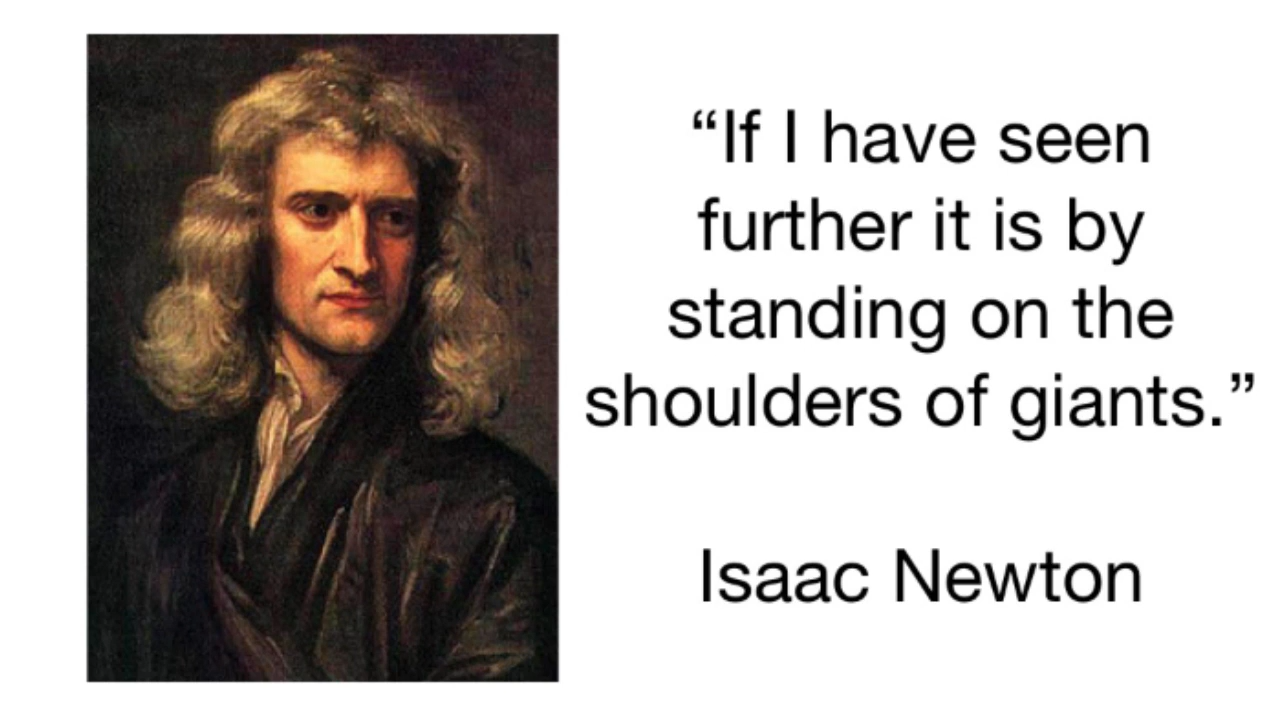 “If I have seen
further it is by
standing on the
shoulders of giants.”
Isaac Newton